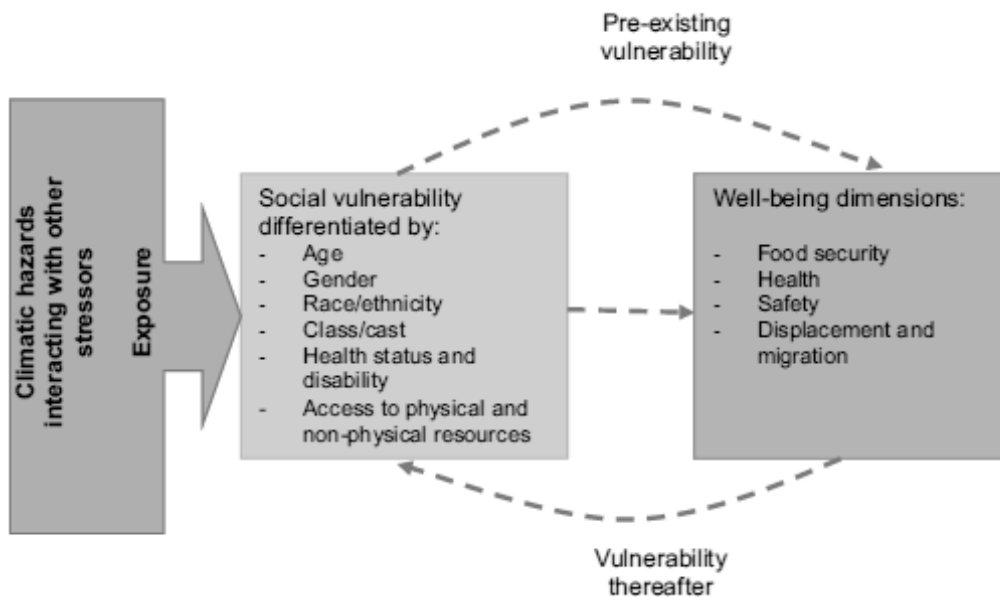 Pre-existing
vulnerability
Climatic hazards
interacting with other
stressors
Exposure
Social vulnerability
differentiated by:
- Age
- Gender
- Race/ethnicity
- Class/cast
- Health status and
disability
- Access to physical and
non-physical resources
Well-being dimensions:
- Food security
- Health
- Safety
- Displacement and
migration
Vulnerability
thereafter